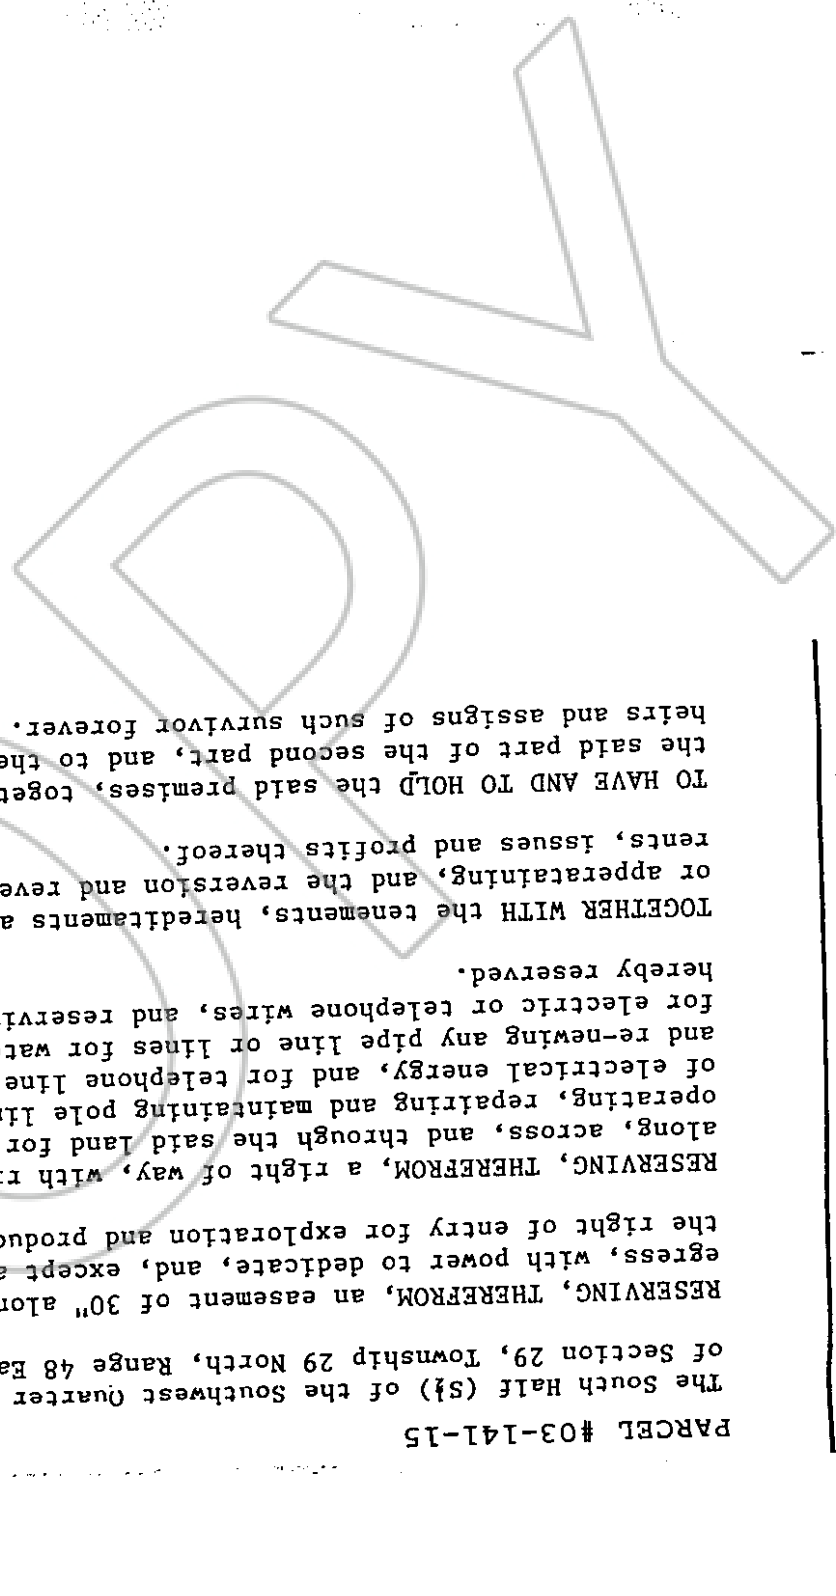 PARCEL #03-141-15
The South Half (S½) of the Southwest Quarter
of Section 29, Township 29 North, Range 48 Ea
RESERVING, THEREFROM, an easement of 30" alon
egress, with power to dedicate, and, except a
the right of entry for exploration and produc
RESERVING, THEREFROM, a right of way, with ri
along, across, and through the said land for
operating, repairing and maintaining pole lin
of electrical energy, and for telephone line
and re-newing any pipe line or lines for wat
for electric or telephone wires, and reservi
hereby reserved.
TOGETHER WITH the tenements, hereditaments a
or apperataining, and the reversion and reve
rents, issues and profits thereof.
TO HAVE AND TO HOLD the said premises, toget
the said part of the second part, and to the
heirs and assigns of such survivor forever.
OPY